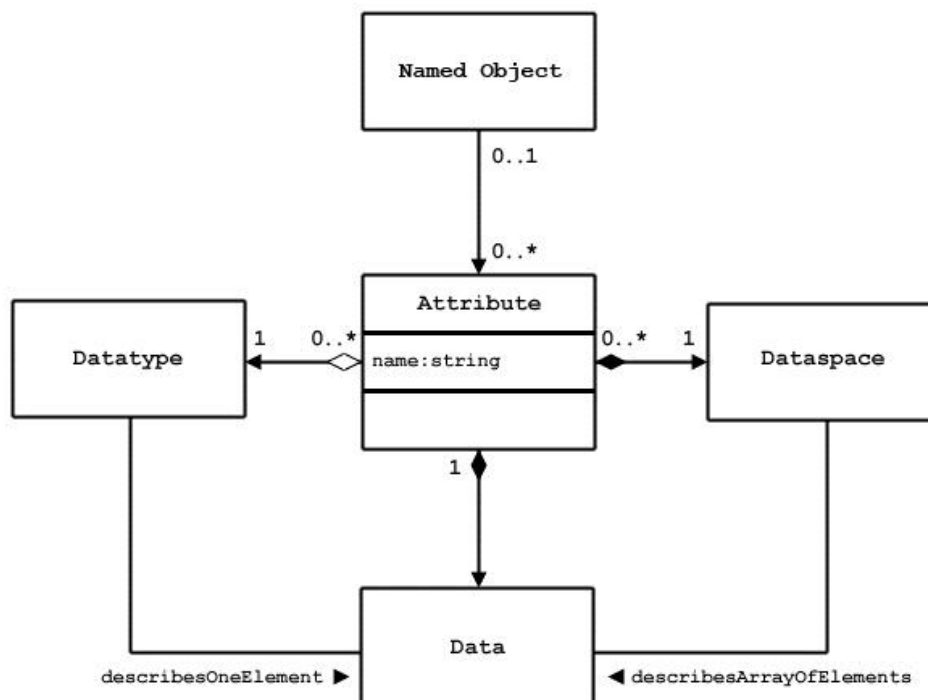 Named Object
0..1
0..*
Attribute
1
0..*
0..*
1
Datatype
name:string
Dataspace
1
Data
describesOneElement ►
◄ describesArrayOfElements